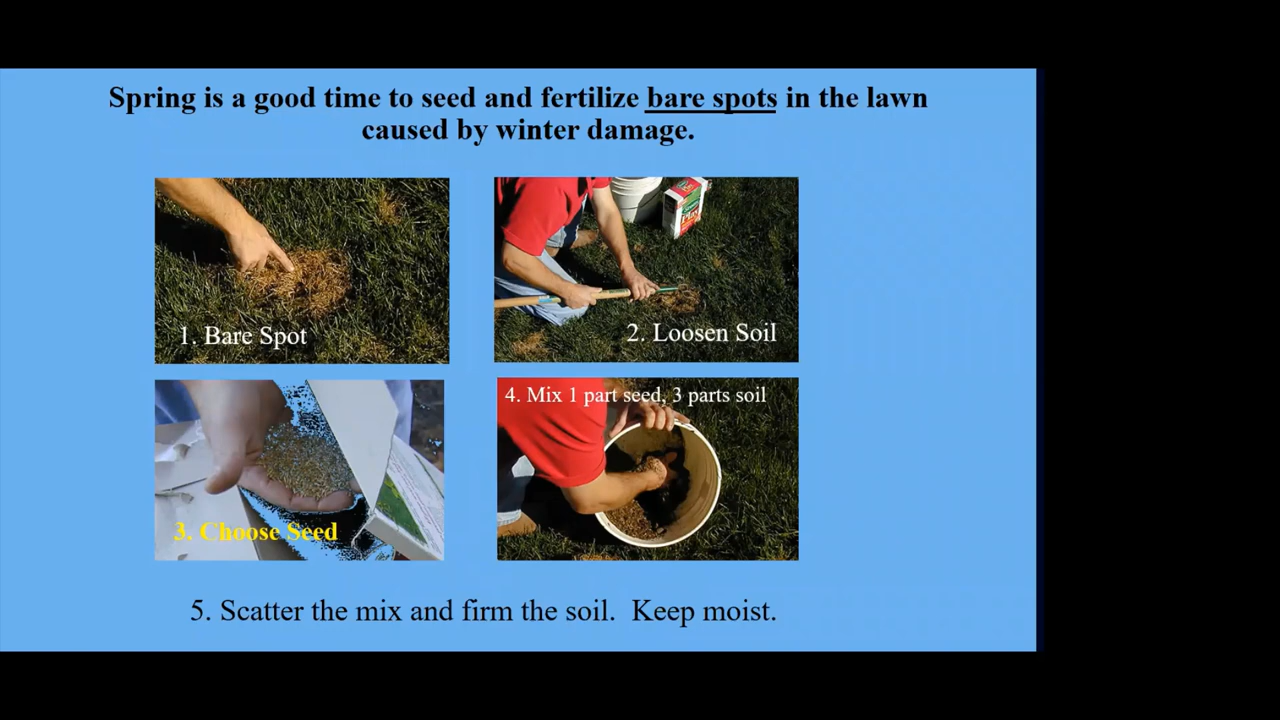 Spring is a good time to seed and fertilize bare spots in the lawn
caused by winter damage.
1. Bare Spot
2. Loosen Soil
3. Choose Seed
4. Mix 1 part seed, 3 parts soil
5. Scatter the mix and firm the soil.  Keep moist.